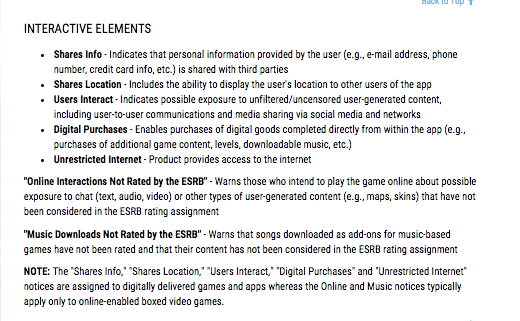 Back to Top ↑
INTERACTIVE ELEMENTS
• Shares Info - Indicates that personal information provided by the user (e.g., e-mail address, phone
number, credit card info, etc.) is shared with third parties
• Shares Location - Includes the ability to display the user's location to other users of the app
• Users Interact - Indicates possible exposure to unfiltered/uncensored user-generated content,
including user-to-user communications and media sharing via social media and networks
• Digital Purchases - Enables purchases of digital goods completed directly from within the app (e.g.,
purchases of additional game content, levels, downloadable music, etc.)
• Unrestricted Internet - Product provides access to the internet
"Online Interactions Not Rated by the ESRB" - Warns those who intend to play the game online about possible
exposure to chat (text, audio, video) or other types of user-generated content (e.g., maps, skins) that have not
been considered in the ESRB rating assignment
"Music Downloads Not Rated by the ESRB" - Warns that songs downloaded as add-ons for music-based
games have not been rated and that their content has not been considered in the ESRB rating assignment
NOTE: The "Shares Info," "Shares Location," "Users Interact," "Digital Purchases" and "Unrestricted Internet"
notices are assigned to digitally delivered games and apps whereas the Online and Music notices typically
apply only to online-enabled boxed video games.